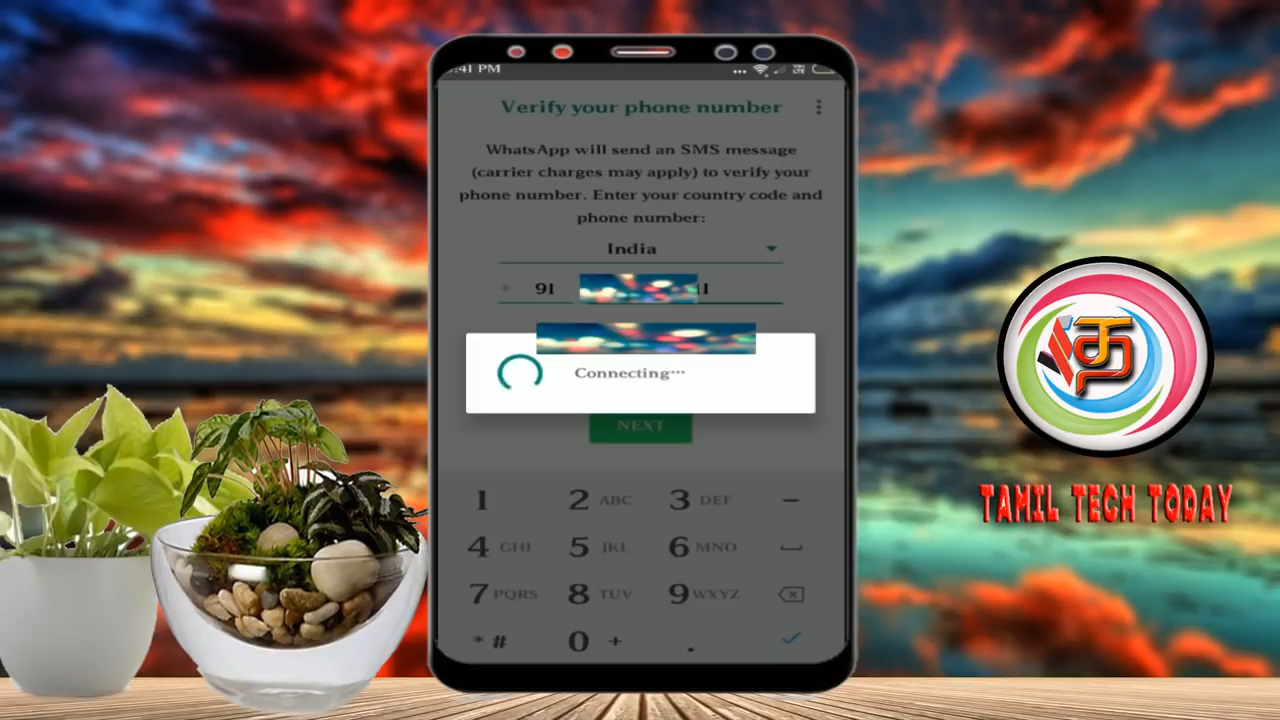 :41 PM
Verify your phone number
WhatsApp will send an SMS message
(carrier charges may apply) to verify your
phone number. Enter your country code and
phone number:
India
+ 91 1
Connecting...
NEXT
1 2 ABC 3 DEF –
4 GHI 5 JKL 6 MNO
7 PQRS 8 TUV 9 WXYZ
* # 0 + .
த
TAMIL TECH TODAY